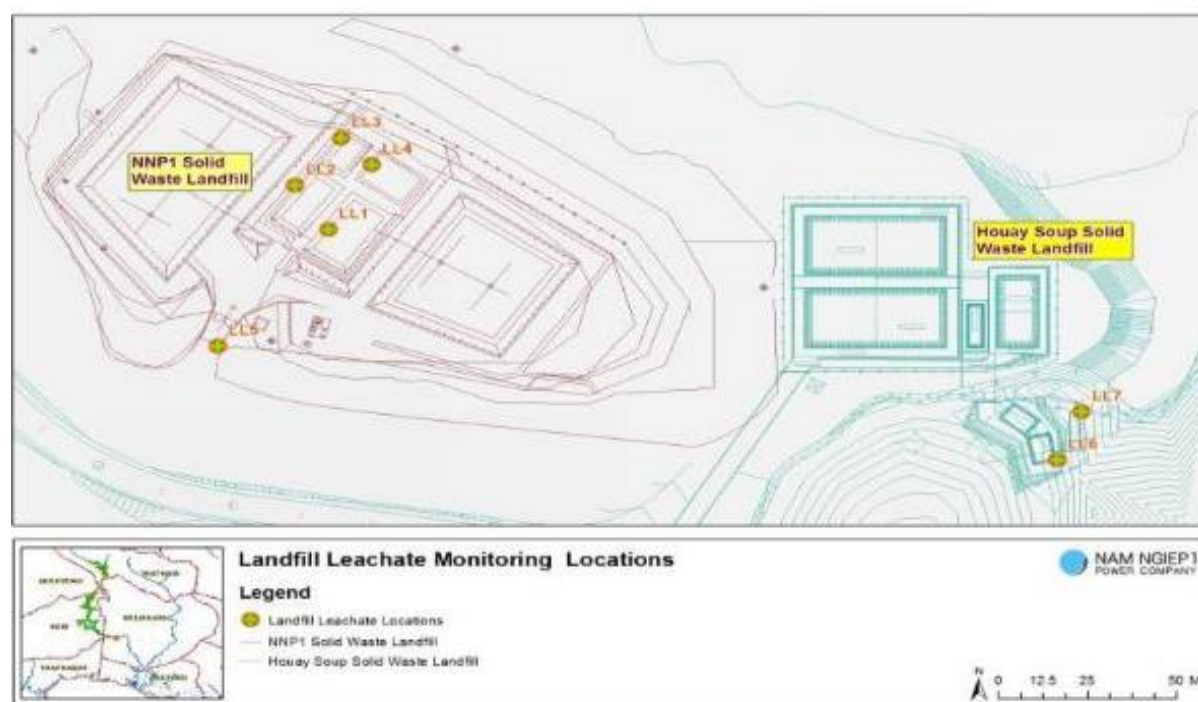 LL3
LL4
NNP1 Solid
Waste Landfill
LL2
LL1
Houay Soup Solid
Waste Landfill
LL5
LL7
LL6
Landfill Leachate Monitoring Locations
NAM NGIEP1
POWER COMPANY
Legend
Landfill Leachate Locations
NNP1 Solid Waste Landfill
Houay Soup Solid Waste Landfill
N
0 12.5 25 50 M